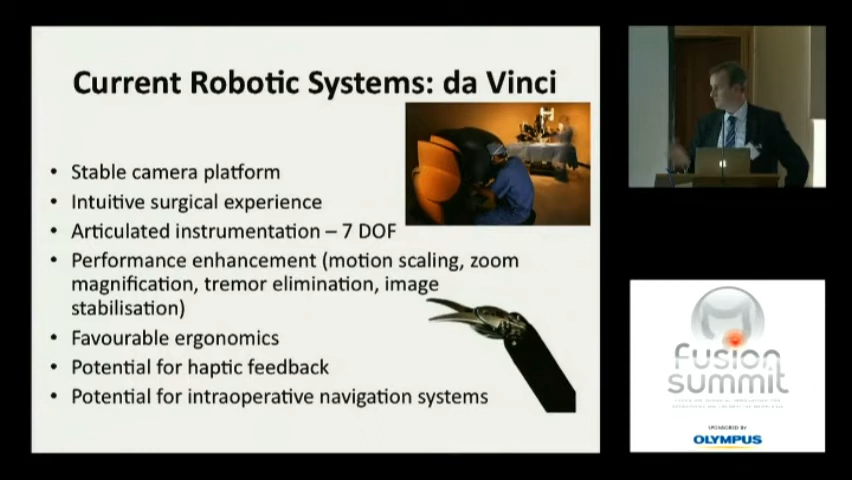 Current Robotic Systems: da Vinci
• Stable camera platform
• Intuitive surgical experience
• Articulated instrumentation – 7 DOF
• Performance enhancement (motion scaling, zoom
magnification, tremor elimination, image
stabilisation)
• Favourable ergonomics
• Potential for haptic feedback
• Potential for intraoperative navigation systems
fusion
summit
SPONSORED BY
OLYMPUS